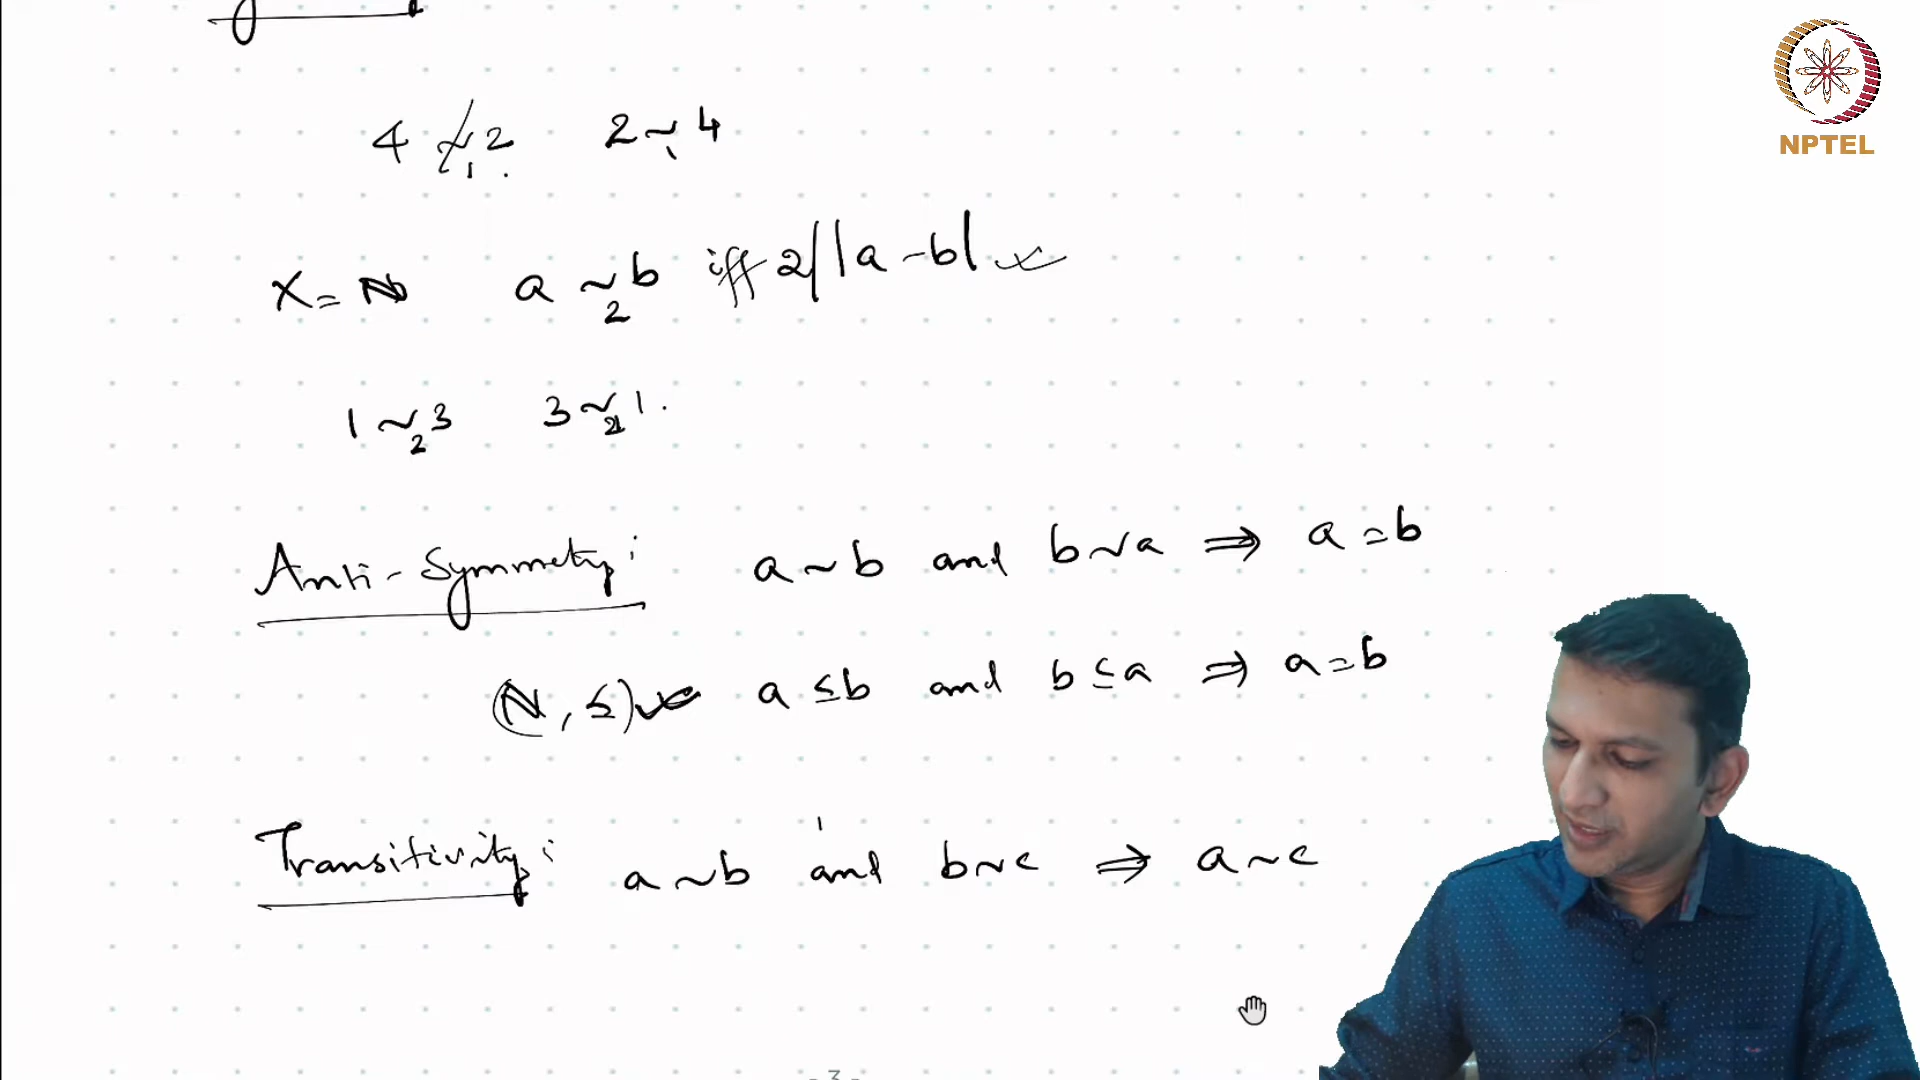 4 ≁₁ 2 2 ~₁ 4
NPTEL
X = ℕ a ~₂ b iff 2 | |a - b|
1 ~₂ 3 3 ~₂ 1.
Anti-Symmetry: a ~ b and b ~ a ⇒ a = b
(ℕ, ≤) a ≤ b and b ≤ a ⇒ a = b
Transitivity: a ~ b and b ~ c ⇒ a ~ c
- 3 -